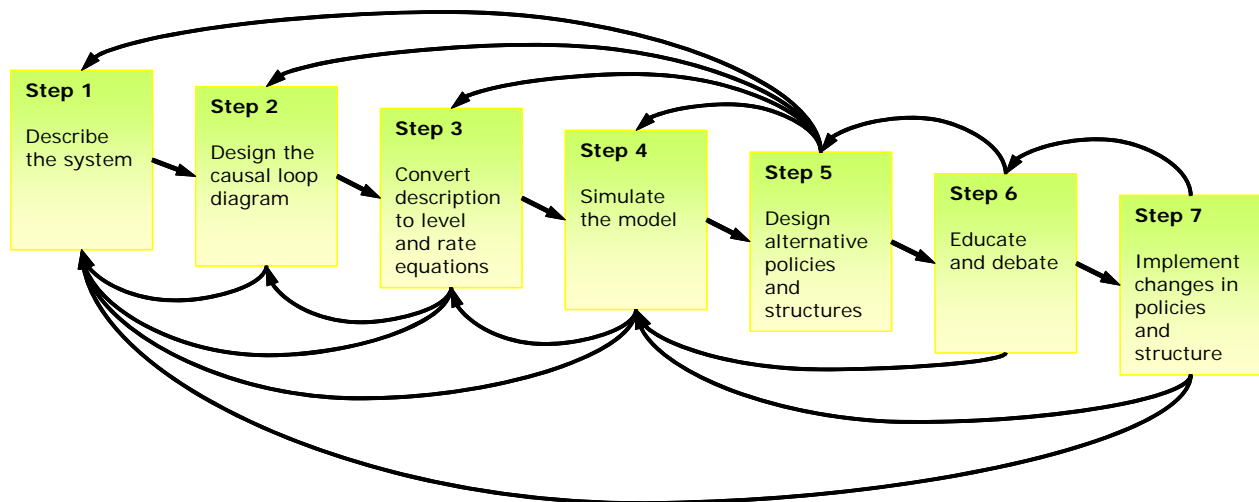 Step 1
Describe
the system
Step 2
Design the
causal loop
diagram
Step 3
Convert
description
to level
and rate
equations
Step 4
Simulate
the model
Step 5
Design
alternative
policies
and
structures
Step 6
Educate
and debate
Step 7
Implement
changes in
policies
and
structure